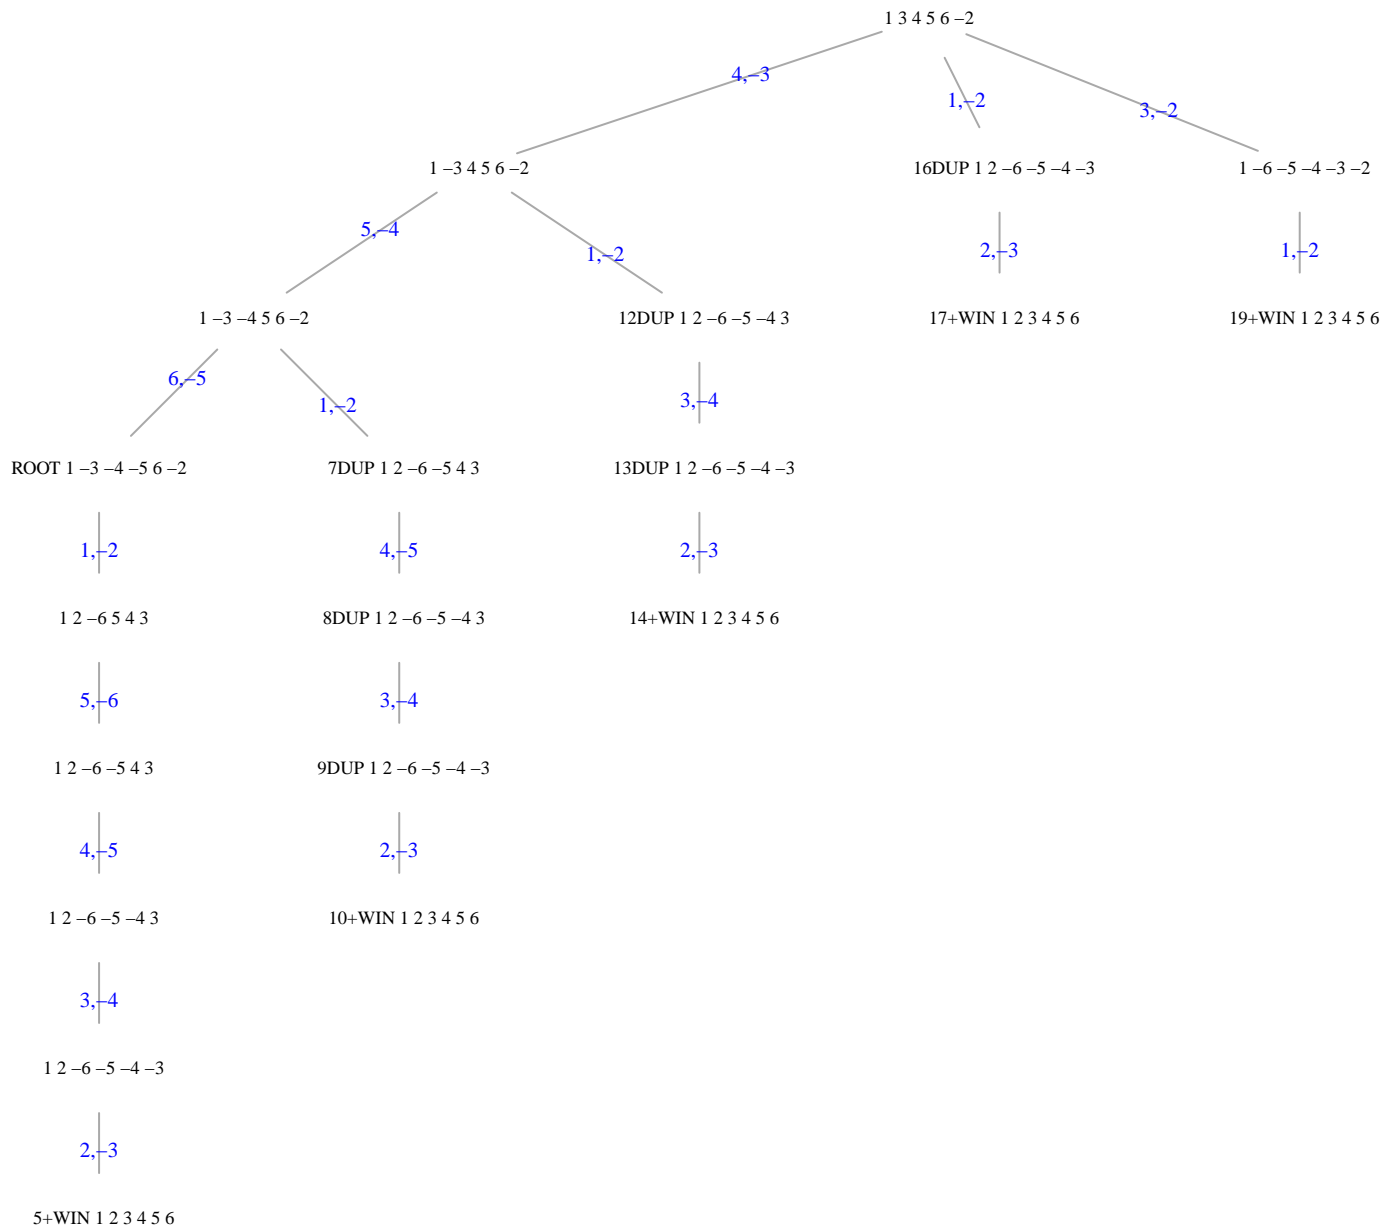 1 3 4 5 6 –2
4,–3
1,–2
3,–2
1 –3 4 5 6 –2
16DUP 1 2 –6 –5 –4 –3
1 –6 –5 –4 –3 –2
5,–4
1,–2
2,–3
1,–2
1 –3 –4 5 6 –2
12DUP 1 2 –6 –5 –4 3
17+WIN 1 2 3 4 5 6
19+WIN 1 2 3 4 5 6
6,–5
1,–2
3,–4
ROOT 1 –3 –4 –5 6 –2
7DUP 1 2 –6 –5 4 3
13DUP 1 2 –6 –5 –4 –3
1,–2
4,–5
2,–3
1 2 –6 5 4 3
8DUP 1 2 –6 –5 –4 3
14+WIN 1 2 3 4 5 6
5,–6
3,–4
1 2 –6 –5 4 3
9DUP 1 2 –6 –5 –4 –3
4,–5
2,–3
1 2 –6 –5 –4 3
10+WIN 1 2 3 4 5 6
3,–4
1 2 –6 –5 –4 –3
2,–3
5+WIN 1 2 3 4 5 6